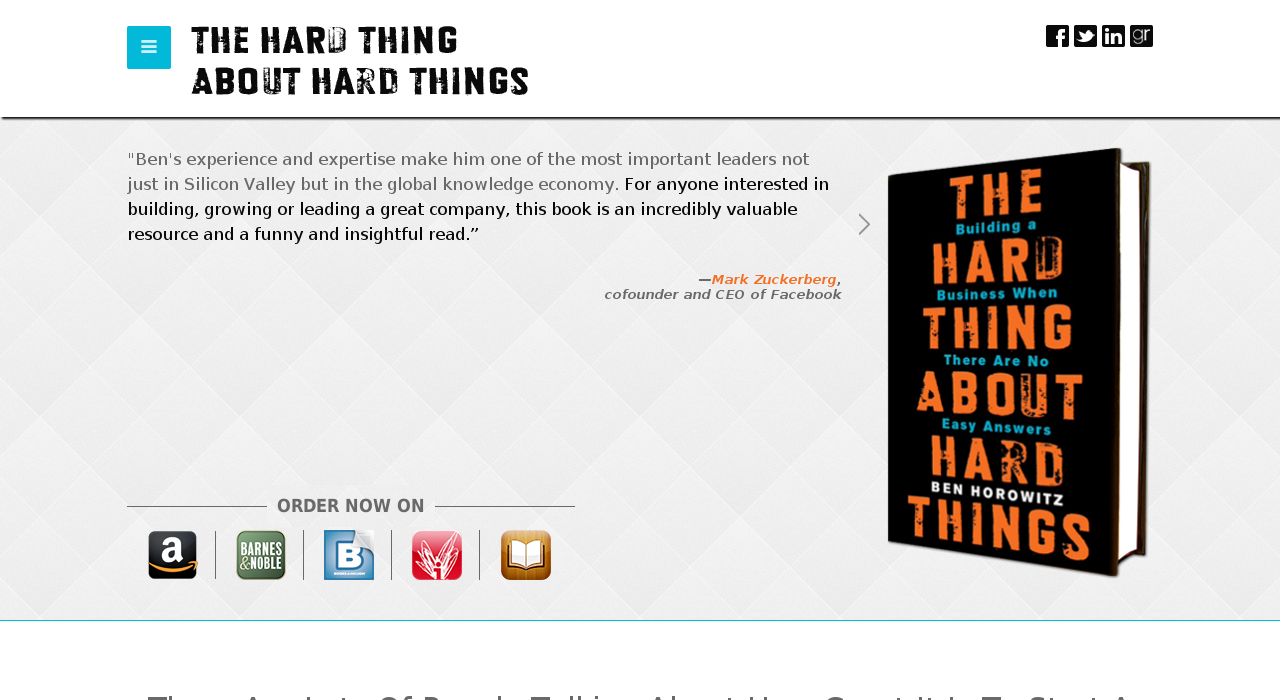 THE HARD THING
ABOUT HARD THINGS
gr
"Ben's experience and expertise make him one of the most important leaders not
just in Silicon Valley but in the global knowledge economy. For anyone interested in
building, growing or leading a great company, this book is an incredibly valuable
resource and a funny and insightful read.”
—Mark Zuckerberg,
cofounder and CEO of Facebook
THE
Building a
HARD
Business When
THING
There Are No
ABOUT
Easy Answers
HARD
BEN HOROWITZ
THINGS
ORDER NOW ON
a
BARNES
&NOBLE
B